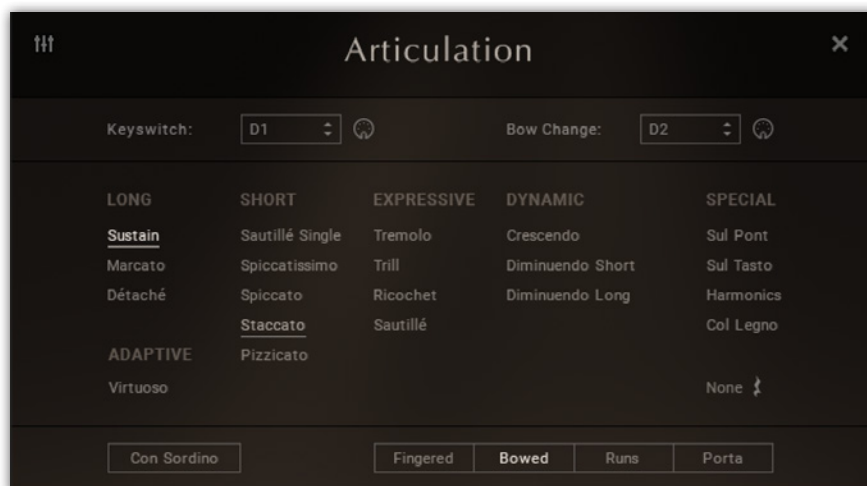 Articulation
Keyswitch: D1 Bow Change: D2
LONG SHORT EXPRESSIVE DYNAMIC SPECIAL
Sustain Sautillé Single Tremolo Crescendo Sul Pont
Marcato Spiccatissimo Trill Diminuendo Short Sul Tasto
Détaché Spiccato Ricochet Diminuendo Long Harmonics
Staccato Sautillé Col Legno
ADAPTIVE Pizzicato
Virtuoso None
Con Sordino Fingered Bowed Runs Porta